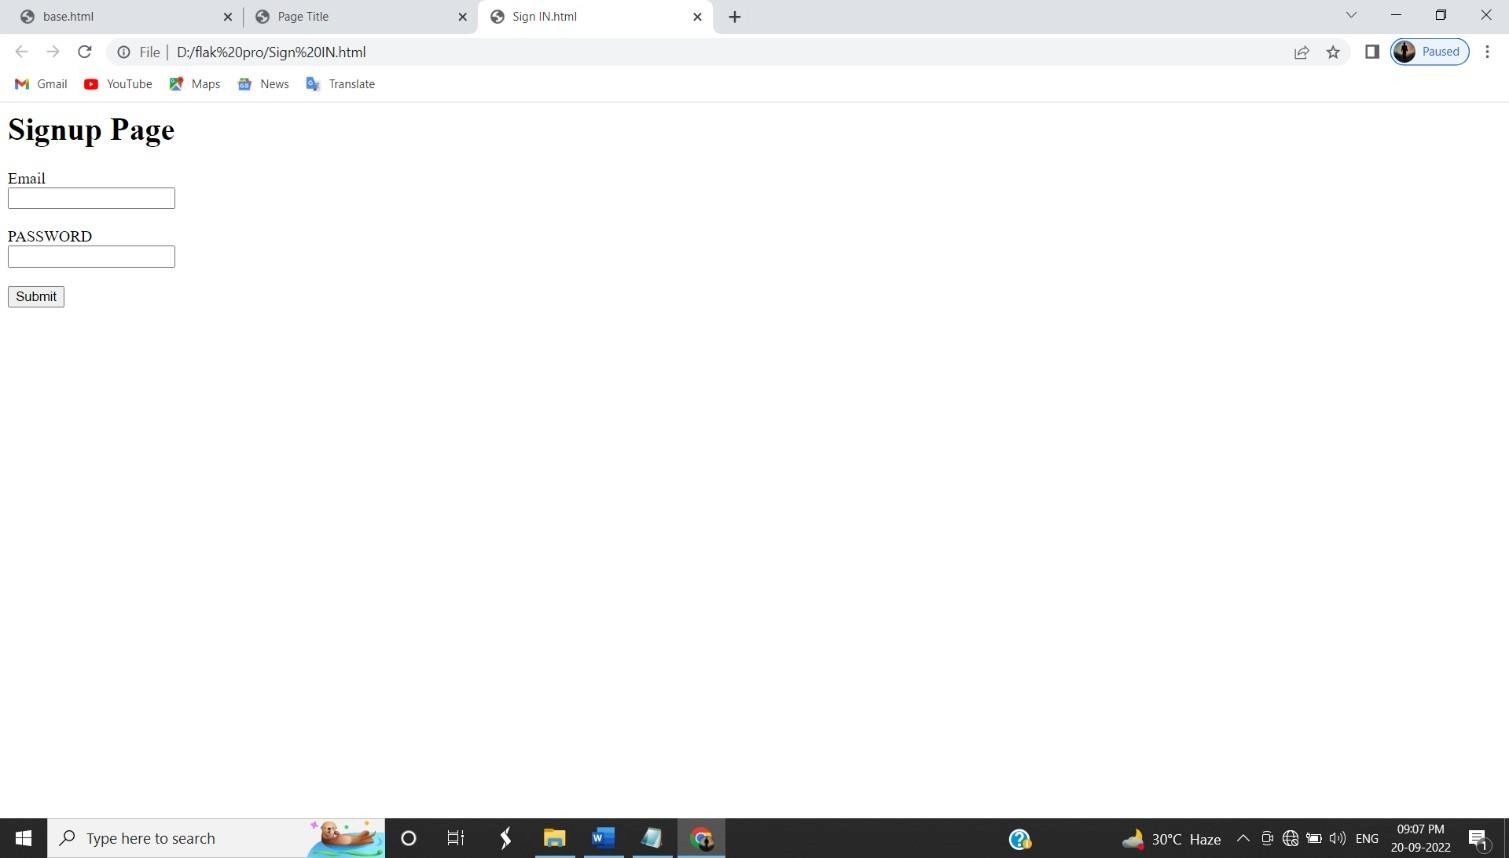 base.html
Page Title
Sign IN.html
File
D:/flak%20pro/Sign%20IN.html
Paused
Gmail
YouTube
Maps
News
Translate
Signup Page
Email
PASSWORD
Submit
Type here to search
30°C Haze
ENG
09:07 PM
20-09-2022
1